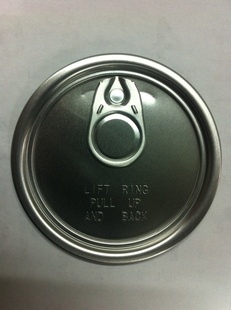 LIFT RING
PULL UP
AND BACK